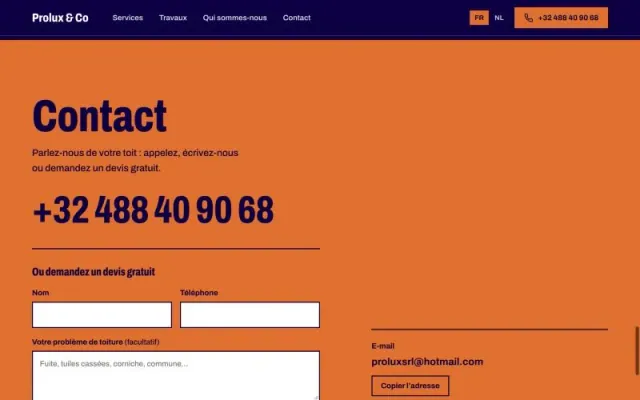 Prolux & Co
Services
Travaux
Qui sommes-nous
Contact
FR
NL
+32 488 40 90 68
Contact
Parlez-nous de votre toit : appelez, écrivez-nous
ou demandez un devis gratuit.
+32 488 40 90 68
Ou demandez un devis gratuit
Nom
Téléphone
Votre problème de toiture (facultatif)
Fuite, tuiles cassées, corniche, commune…
E-mail
proluxsrl@hotmail.com
Copier l'adresse